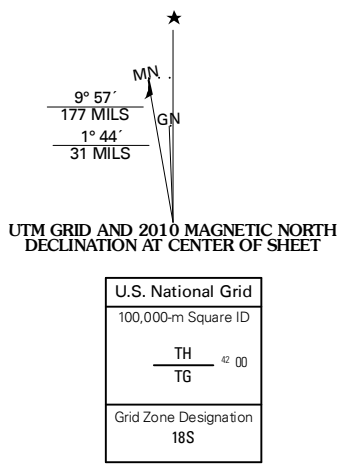 MN
9° 57´
177 MILS
GN
1° 44´
31 MILS
UTM GRID AND 2010 MAGNETIC NORTH
DECLINATION AT CENTER OF SHEET
U.S. National Grid
100,000-m Square ID
TH
42 00
TG
Grid Zone Designation
18S